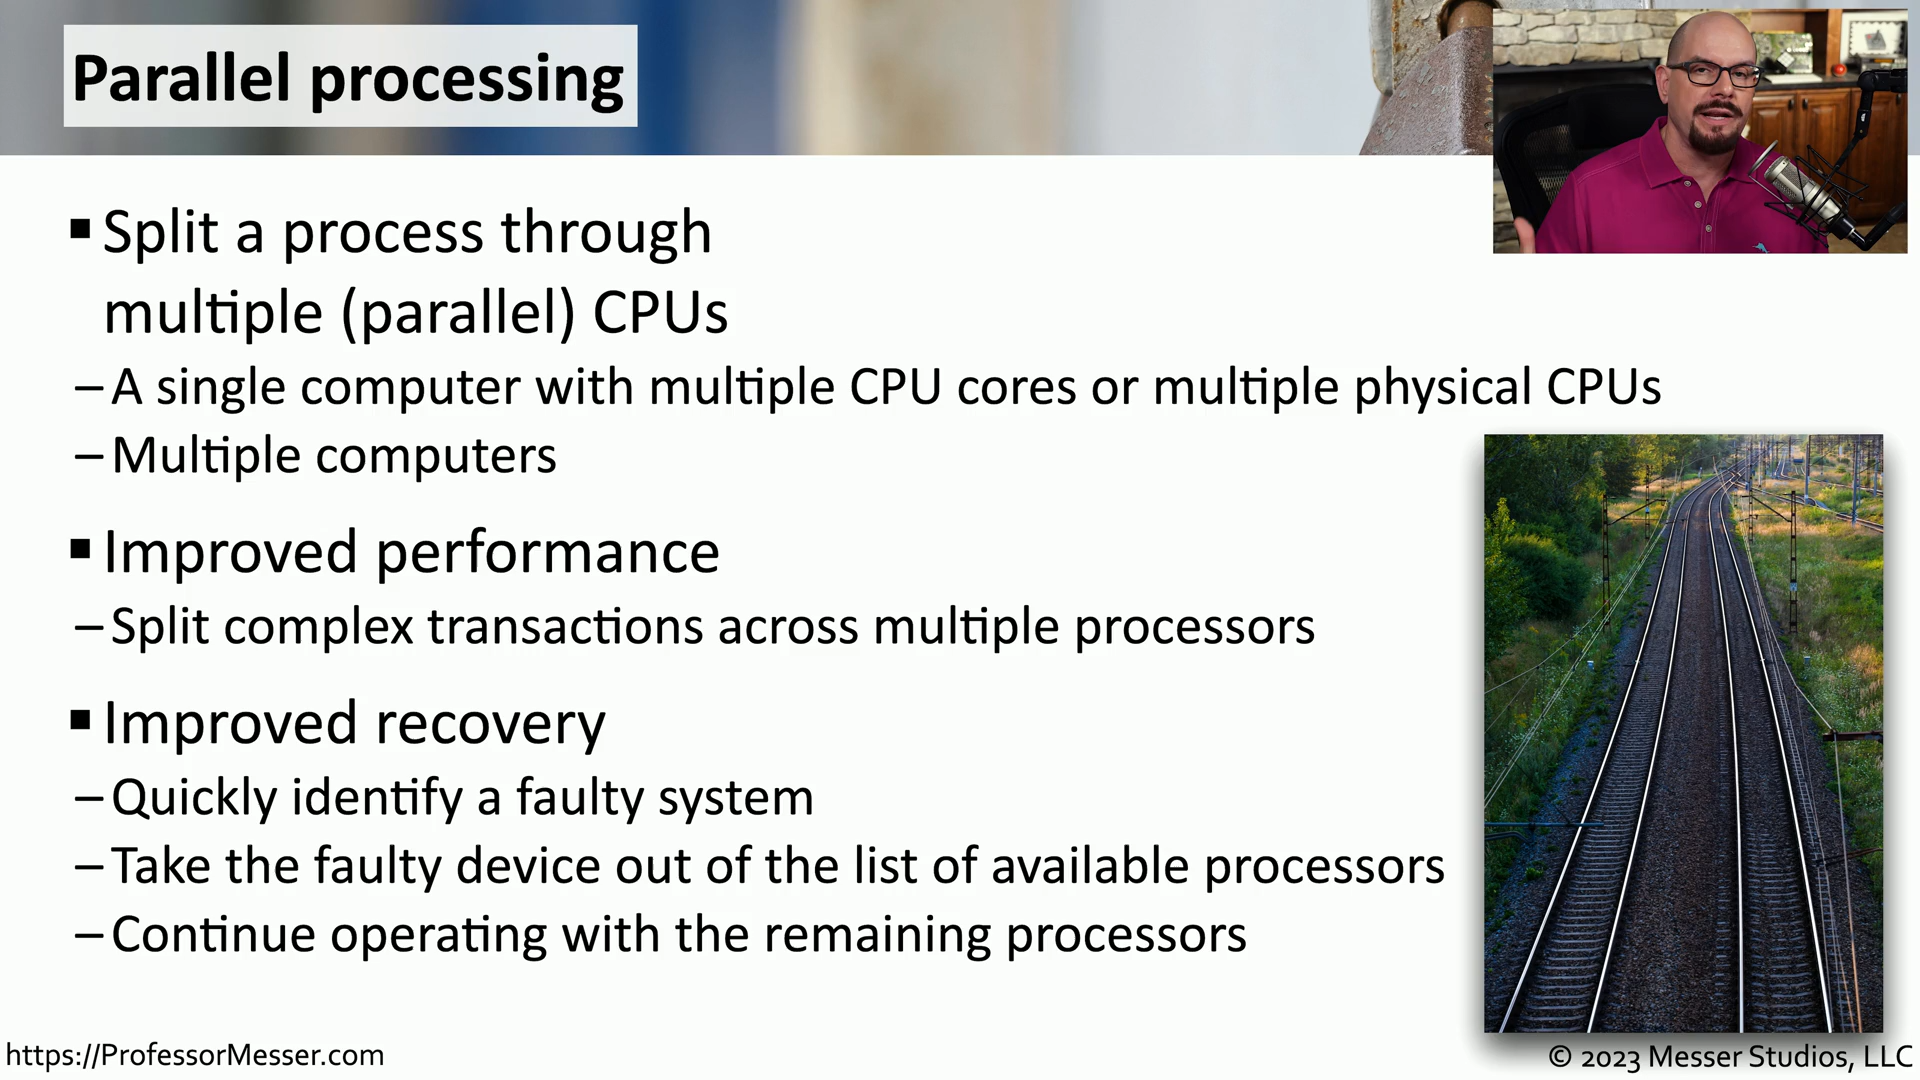 Parallel processing
▪ Split a process through
multiple (parallel) CPUs
– A single computer with multiple CPU cores or multiple physical CPUs
– Multiple computers
▪ Improved performance
– Split complex transactions across multiple processors
▪ Improved recovery
– Quickly identify a faulty system
– Take the faulty device out of the list of available processors
– Continue operating with the remaining processors
https://ProfessorMesser.com
© 2023 Messer Studios, LLC